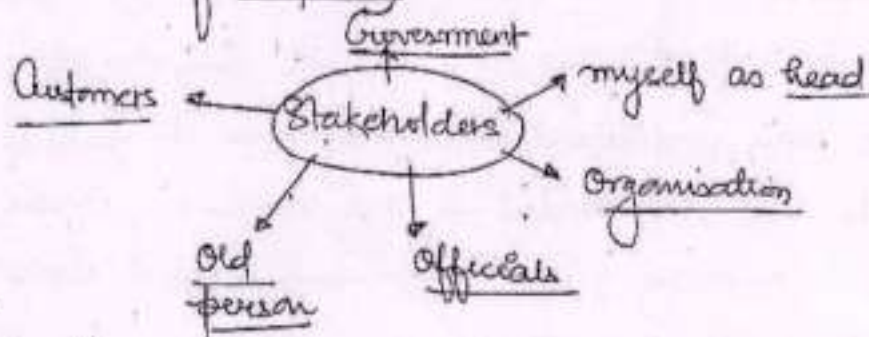 Government
Customers
Stakeholders
myself as head
Organisation
Old
person
Officials